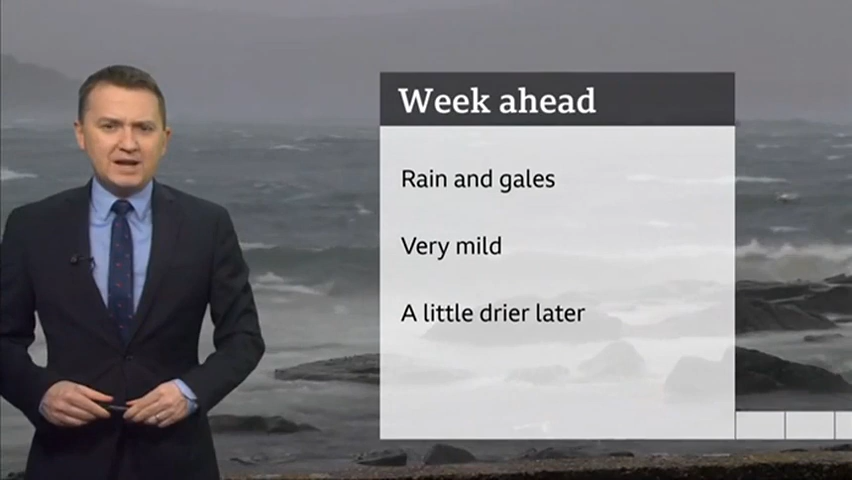 Week ahead
Rain and gales
Very mild
A little drier later